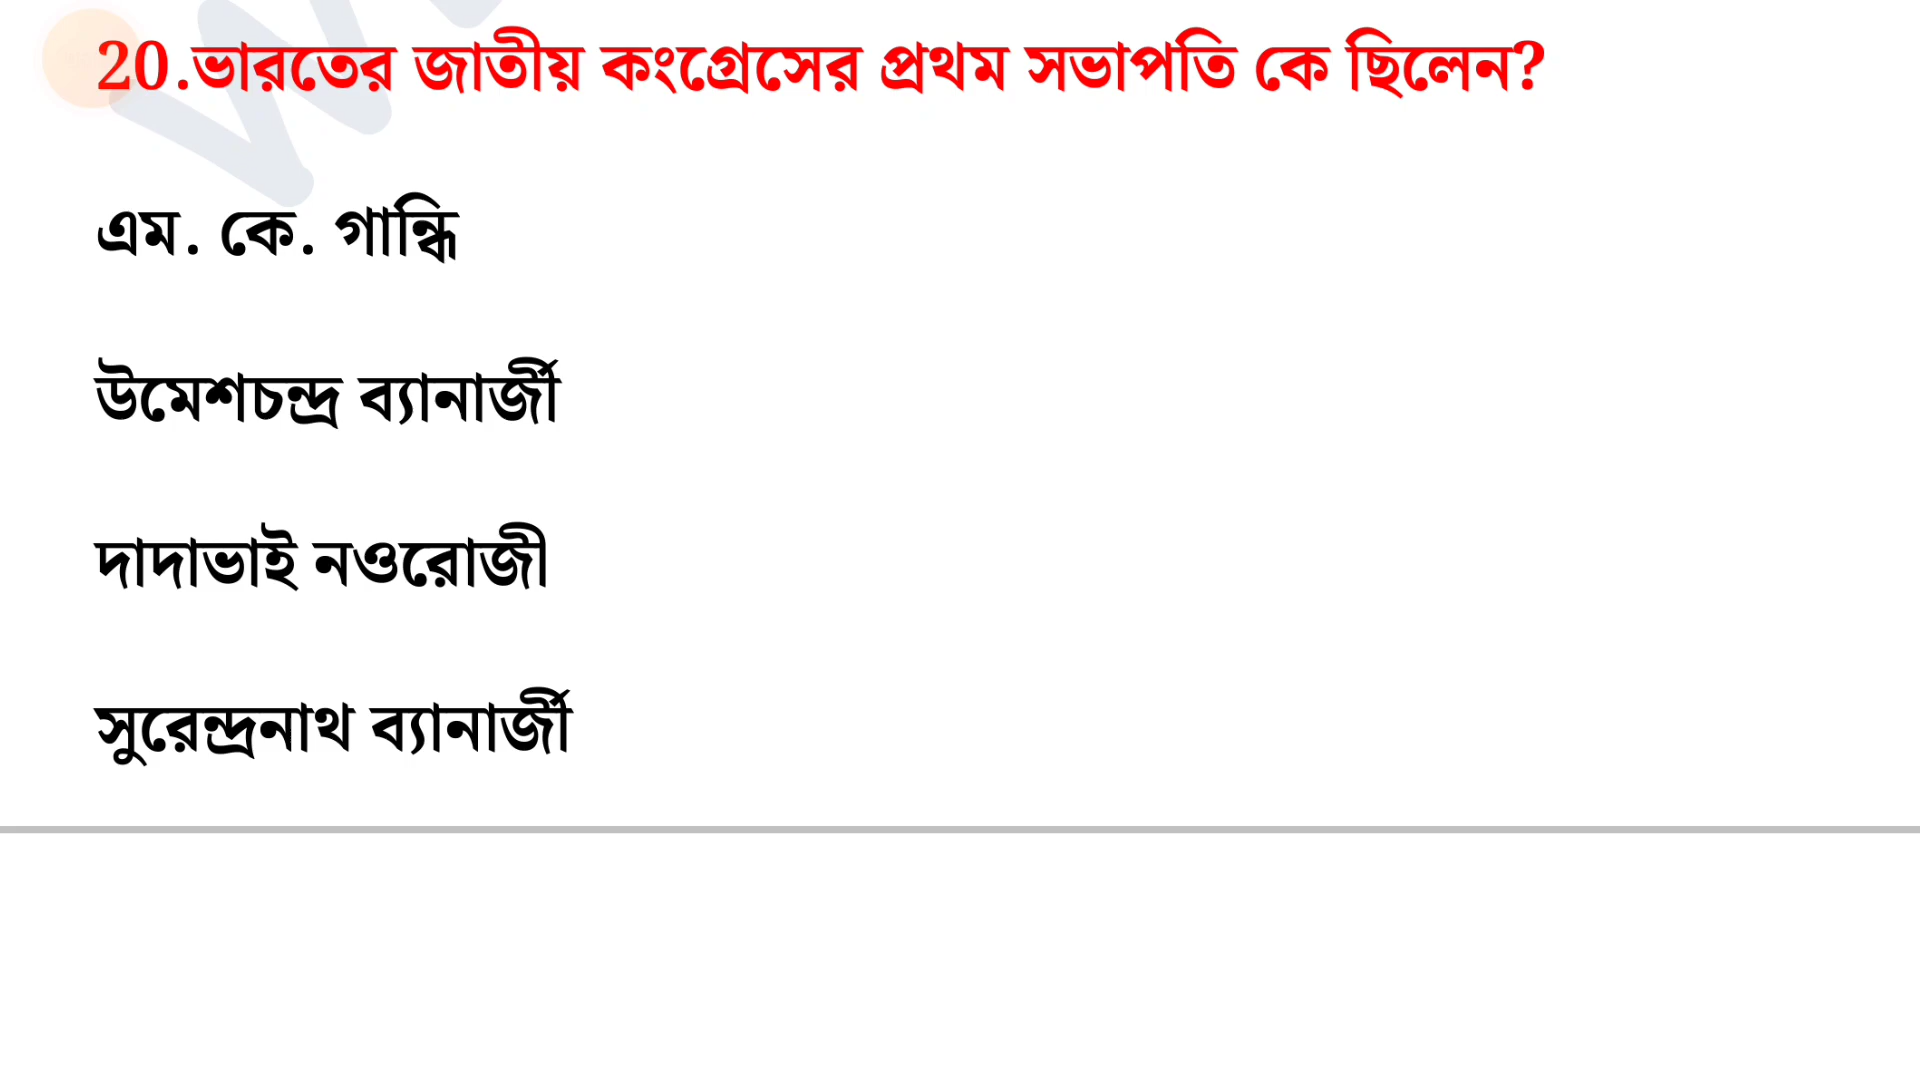 20.ভারতের জাতীয় কংগ্রেসের প্রথম সভাপতি কে ছিলেন?
এম. কে. গান্ধি
উমেশচন্দ্র ব্যানার্জী
দাদাভাই নওরোজী
সুরেন্দ্রনাথ ব্যানার্জী